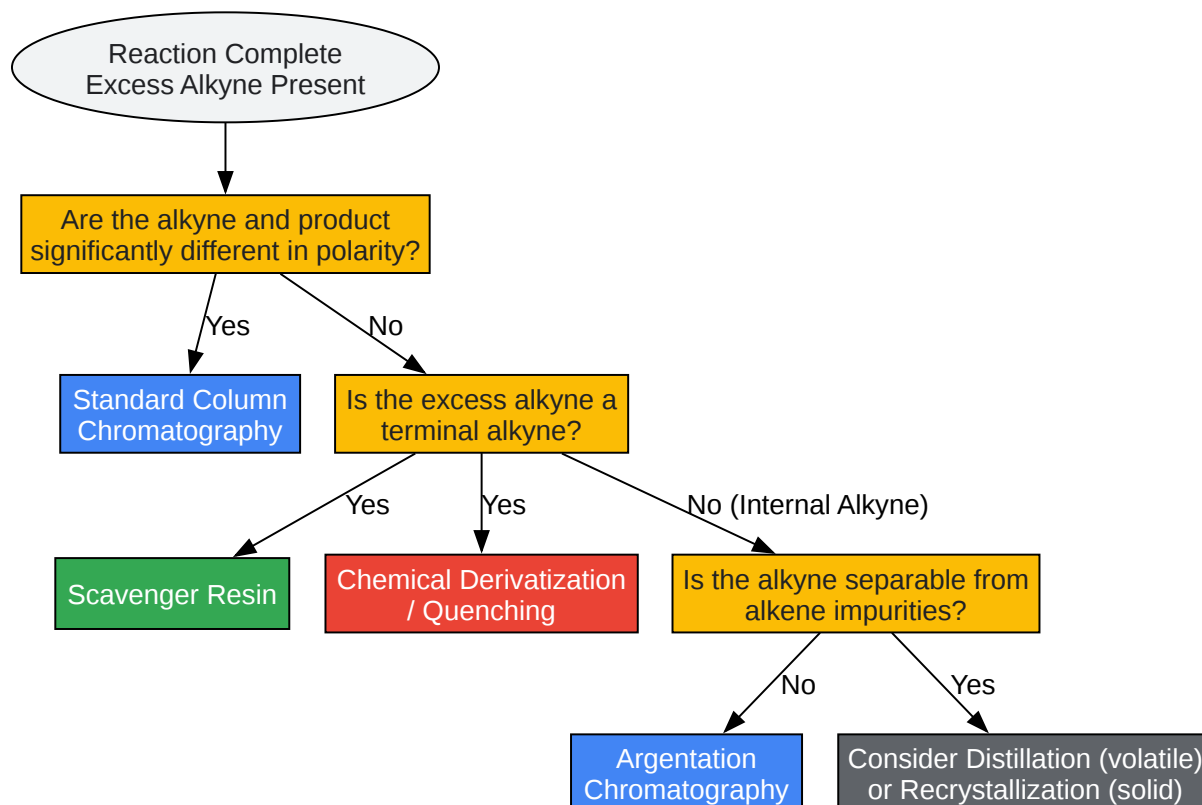 Reaction Complete
Excess Alkyne Present
Are the alkyne and product
significantly different in polarity?
Yes
No
Standard Column
Chromatography
Is the excess alkyne a
terminal alkyne?
Yes
Yes
No (Internal Alkyne)
Scavenger Resin
Chemical Derivatization
/ Quenching
Is the alkyne separable from
alkene impurities?
No
Yes
Argentation
Chromatography
Consider Distillation (volatile)
or Recrystallization (solid)